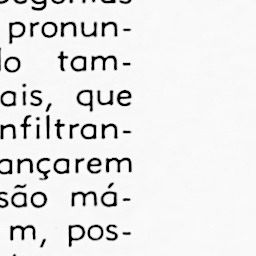 pronun-
do tam-
ais, que
nfiltran-
ançarem
são má-
m, pos-